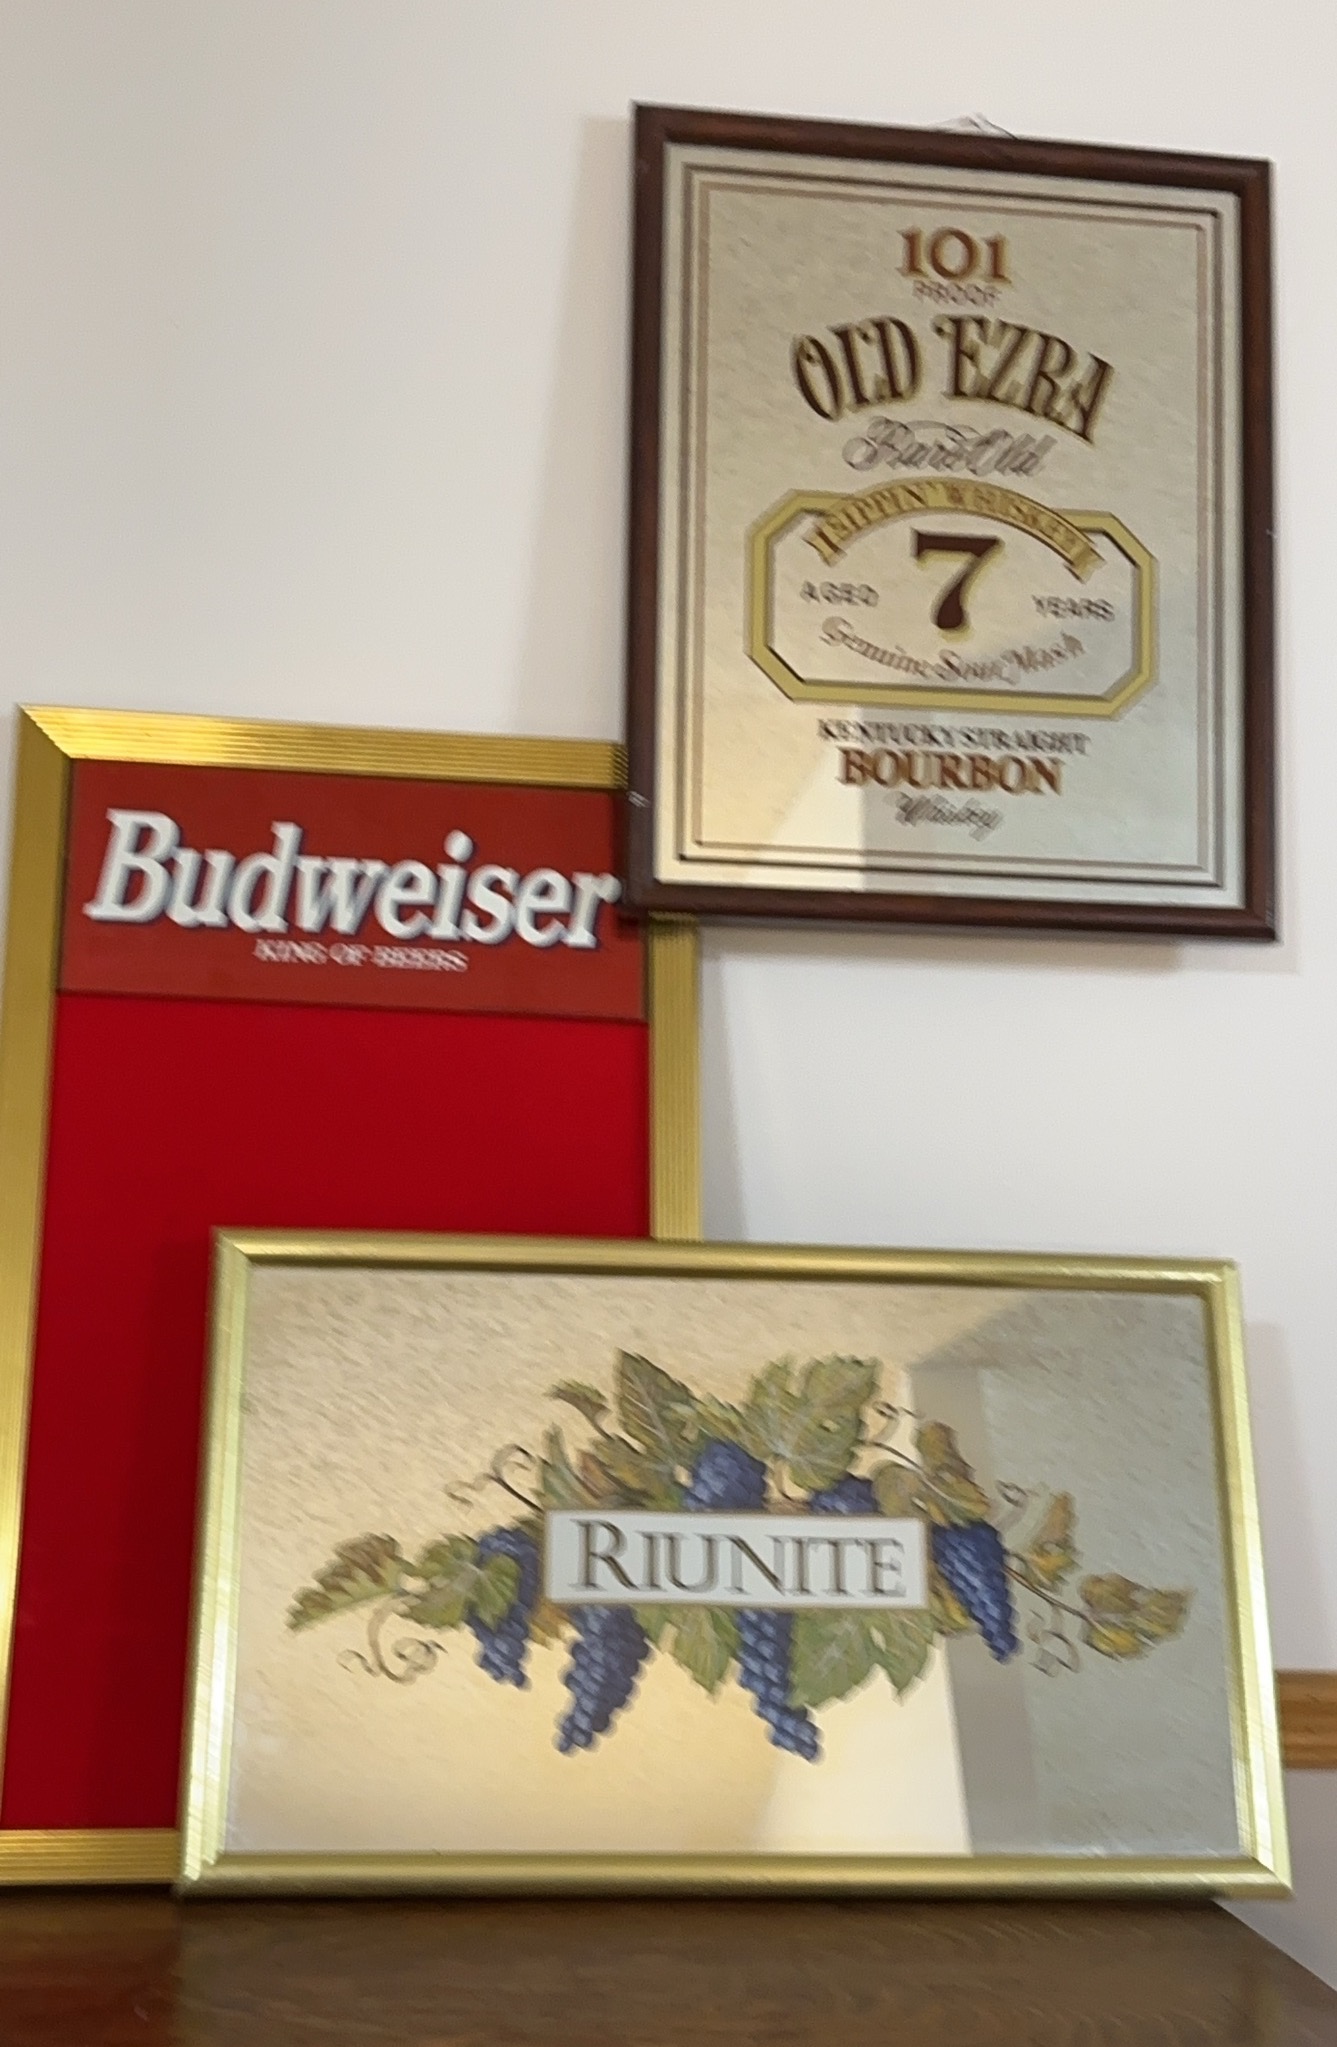 101
PROOF
OLD EZRA
Rare Old
SIPPIN' WHISKEY
AGED 7 YEARS
Genuine Sour Mash
KENTUCKY STRAIGHT
BOURBON
Whisky
Budweiser
KING OF BEERS
RIUNITE